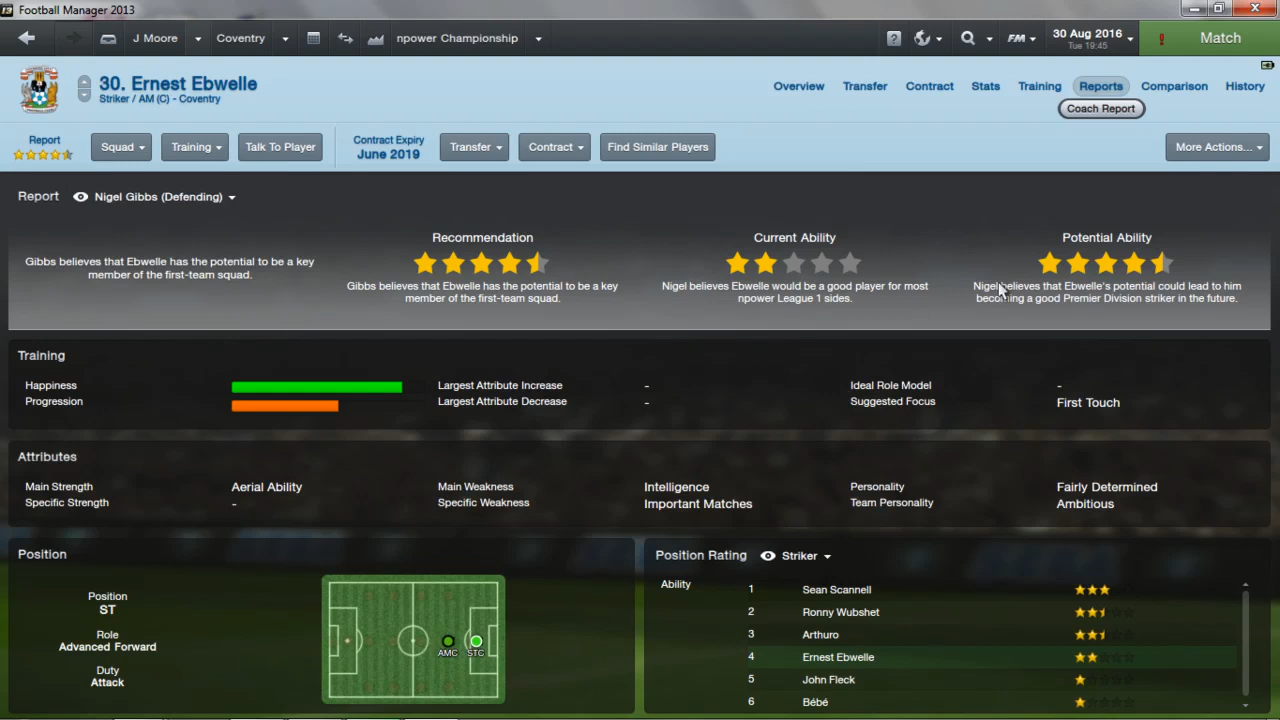 Football Manager 2013
J Moore
Coventry
npower Championship
?
FM
30 Aug 2016
Tue 19:45
!
Match
30. Ernest Ebwelle
Striker / AM (C) - Coventry
Overview
Transfer
Contract
Stats
Training
Reports
Comparison
History
Coach Report
Report
Squad
Training
Talk To Player
Contract Expiry
June 2019
Transfer
Contract
Find Similar Players
More Actions...
Report
Nigel Gibbs (Defending)
Gibbs believes that Ebwelle has the potential to be a key
member of the first-team squad.
Recommendation
Gibbs believes that Ebwelle has the potential to be a key
member of the first-team squad.
Current Ability
Nigel believes Ebwelle would be a good player for most
npower League 1 sides.
Potential Ability
Nigel believes that Ebwelle's potential could lead to him
becoming a good Premier Division striker in the future.
Training
Happiness
Progression
Largest Attribute Increase
-
Largest Attribute Decrease
-
Ideal Role Model
-
Suggested Focus
First Touch
Attributes
Main Strength
Aerial Ability
Specific Strength
-
Main Weakness
Intelligence
Specific Weakness
Important Matches
Personality
Fairly Determined
Team Personality
Ambitious
Position
Position
ST
Role
Advanced Forward
Duty
Attack
AMC
STC
Position Rating
Striker
Ability
1 Sean Scannell
2 Ronny Wubshet
3 Arthuro
4 Ernest Ebwelle
5 John Fleck
6 Bébé